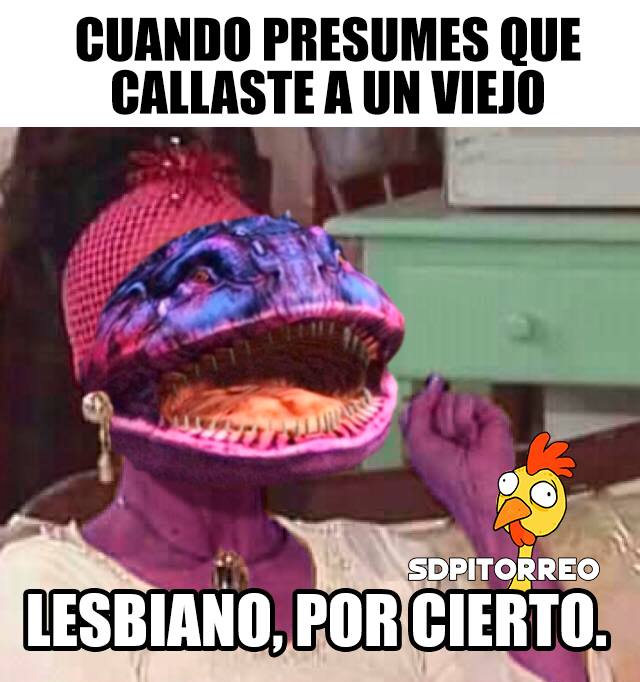 CUANDO PRESUMES QUE
CALLASTE A UN VIEJO
SDPITORREO
LESBIANO, POR CIERTO.